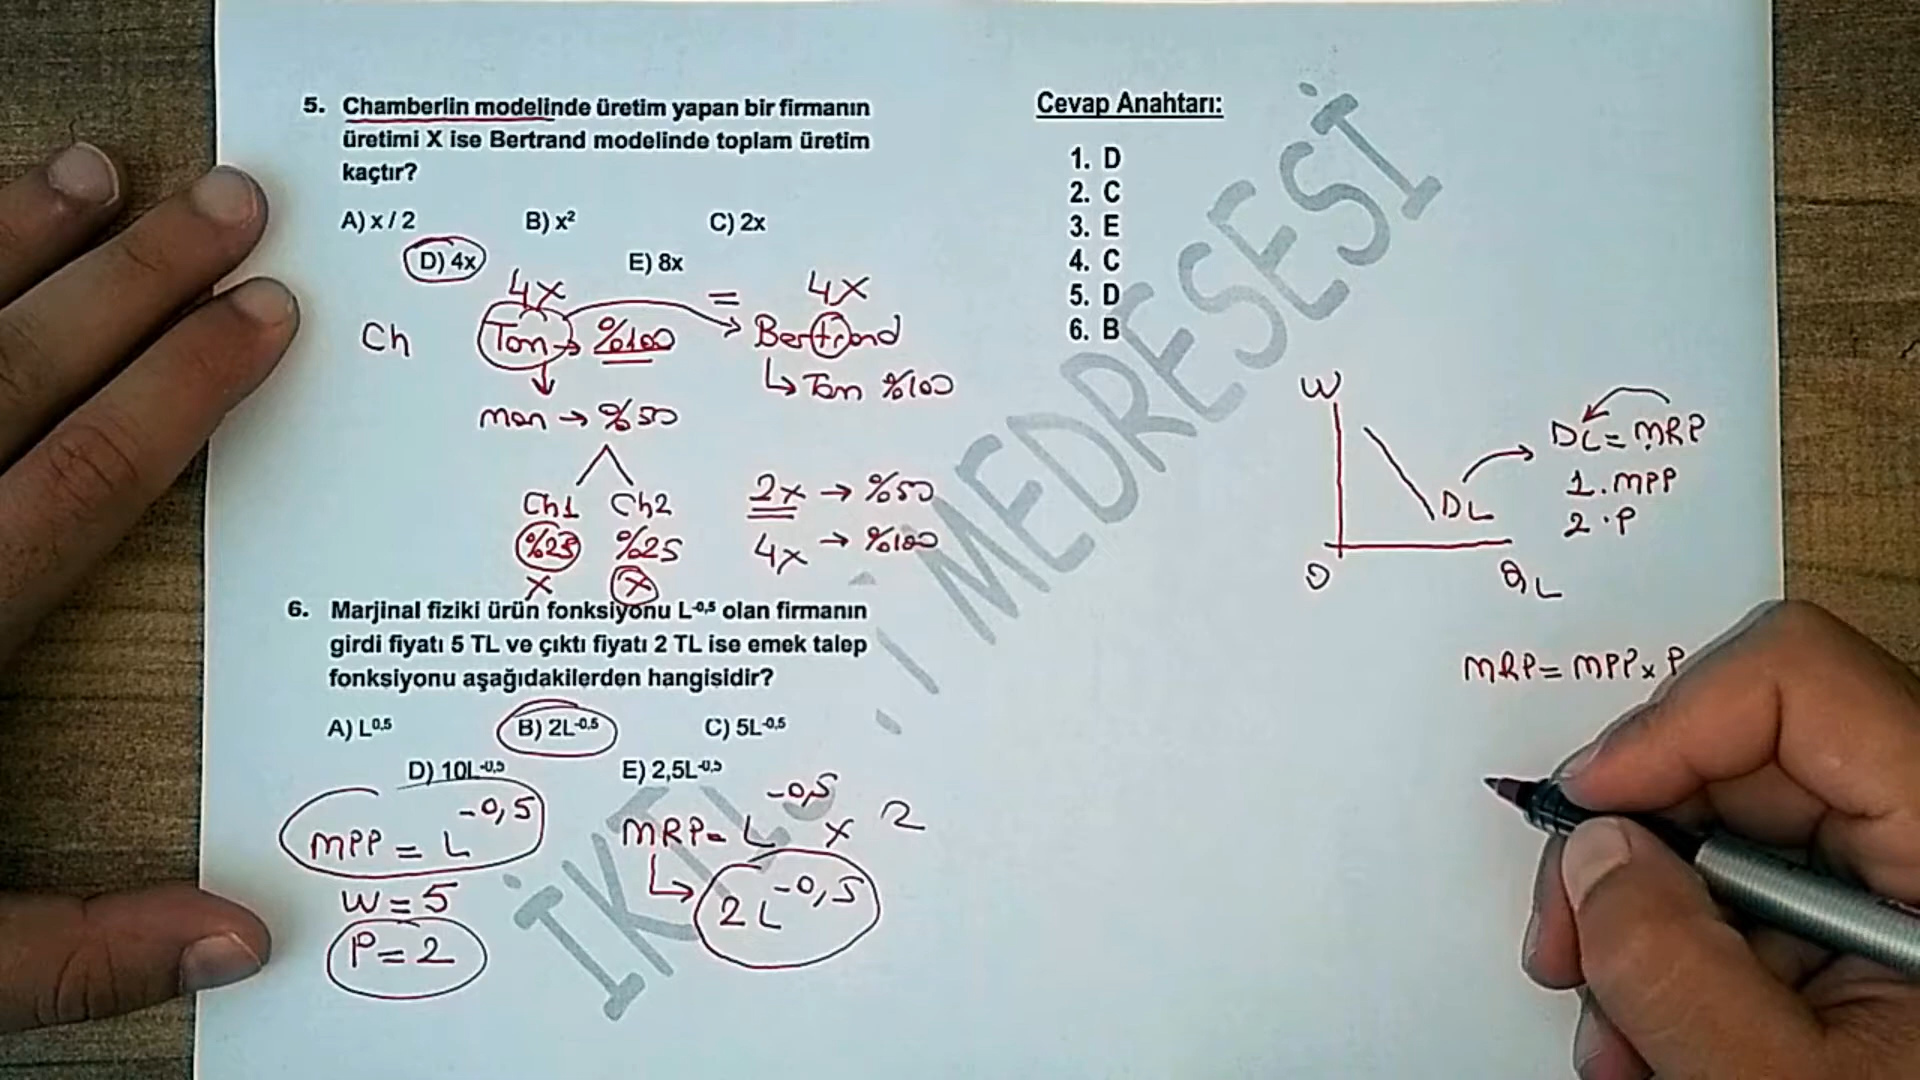 5. Chamberlin modelinde üretim yapan bir firmanın
üretimi X ise Bertrand modelinde toplam üretim
kaçtır?
A) x / 2 B) x² C) 2x
D) 4x E) 8x
4x = 4x
Ch Tam → %100 → Bertrand
↳ Tam %100
mon → %50
Ch1 Ch2
%25 %25
x x
2x → %50
4x → %100
6. Marjinal fiziki ürün fonksiyonu L⁻⁰·⁵ olan firmanın
girdi fiyatı 5 TL ve çıktı fiyatı 2 TL ise emek talep
fonksiyonu aşağıdakilerden hangisidir?
A) L⁰·⁵ B) 2L⁻⁰·⁵ C) 5L⁻⁰·⁵
D) 10L⁻⁰·⁵ E) 2,5L⁻⁰·⁵
MPP = L⁻⁰,⁵
W = 5
P = 2
MRP = L⁻⁰,⁵ x 2
↳ 2L⁻⁰,⁵
Cevap Anahtarı:
1. D
2. C
3. E
4. C
5. D
6. B
W
DL
0
QL
DL = MRP
1. MPP
2. P
MRP = MPP x P
MEDRESESİ